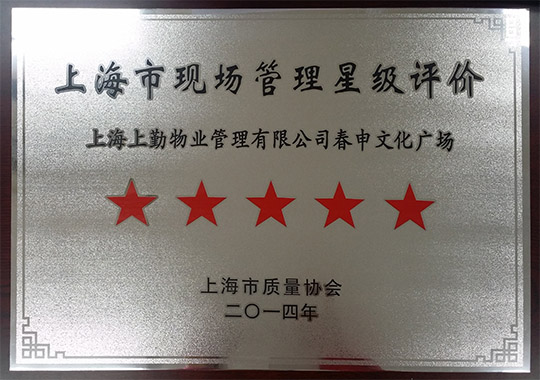 上海市现场管理星级评价
上海上勤物业管理有限公司春申文化广场
上海市质量协会
二〇一四年